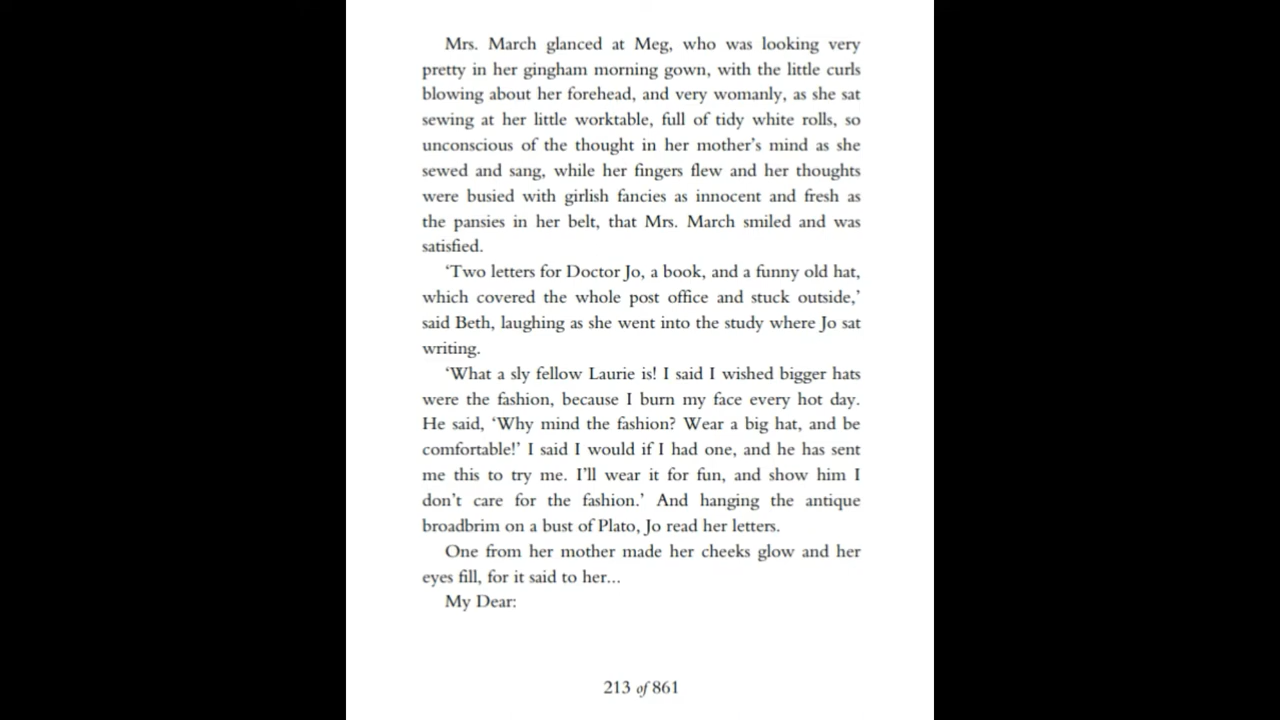 Mrs. March glanced at Meg, who was looking very
pretty in her gingham morning gown, with the little curls
blowing about her forehead, and very womanly, as she sat
sewing at her little worktable, full of tidy white rolls, so
unconscious of the thought in her mother’s mind as she
sewed and sang, while her fingers flew and her thoughts
were busied with girlish fancies as innocent and fresh as
the pansies in her belt, that Mrs. March smiled and was
satisfied.
‘Two letters for Doctor Jo, a book, and a funny old hat,
which covered the whole post office and stuck outside,’
said Beth, laughing as she went into the study where Jo sat
writing.
‘What a sly fellow Laurie is! I said I wished bigger hats
were the fashion, because I burn my face every hot day.
He said, ‘Why mind the fashion? Wear a big hat, and be
comfortable!’ I said I would if I had one, and he has sent
me this to try me. I’ll wear it for fun, and show him I
don’t care for the fashion.’ And hanging the antique
broadbrim on a bust of Plato, Jo read her letters.
One from her mother made her cheeks glow and her
eyes fill, for it said to her...
My Dear:
213 of 861